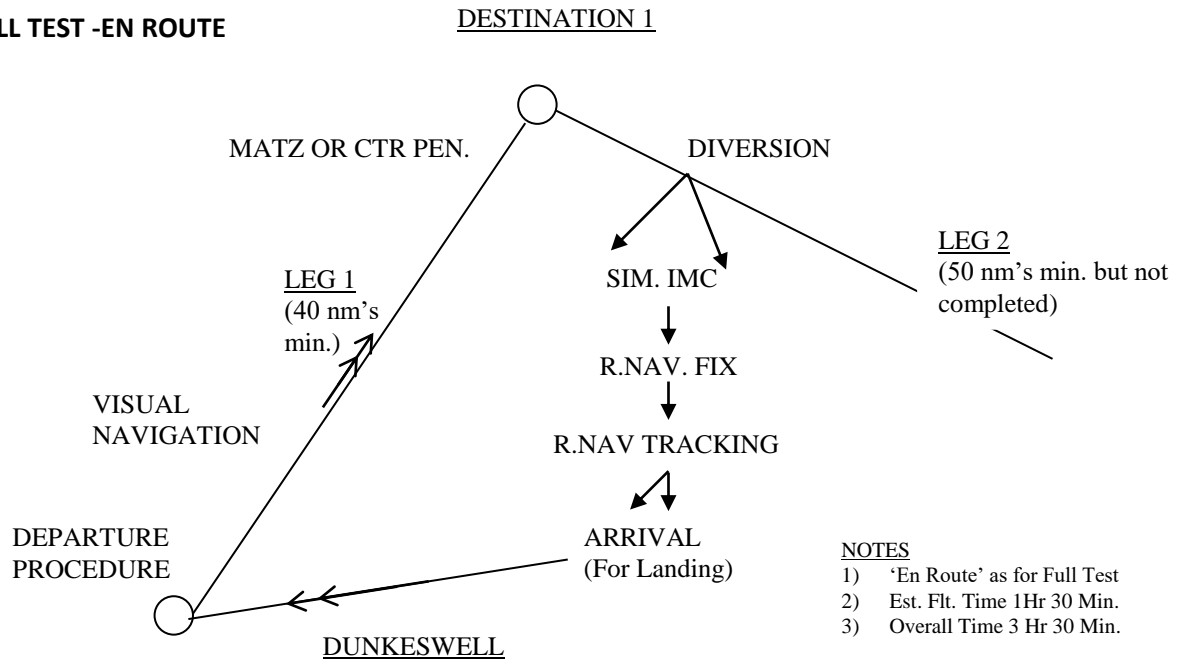 LL TEST -EN ROUTE
DESTINATION 1
MATZ OR CTR PEN.
DIVERSION
LEG 1
(40 nm’s
min.)
SIM. IMC
LEG 2
(50 nm’s min. but not
completed)
R.NAV. FIX
VISUAL
NAVIGATION
R.NAV TRACKING
DEPARTURE
PROCEDURE
ARRIVAL
(For Landing)
DUNKESWELL
NOTES
1) ‘En Route’ as for Full Test
2) Est. Flt. Time 1Hr 30 Min.
3) Overall Time 3 Hr 30 Min.